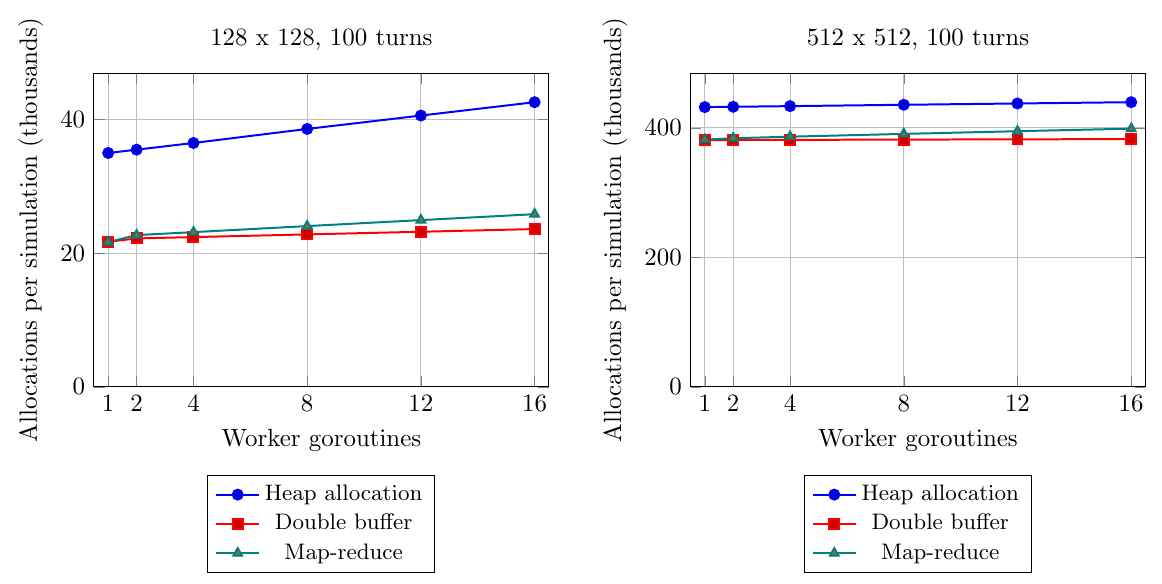 128 x 128, 100 turns
Allocations per simulation (thousands)
40
20
0
1 2 4 8 12 16
Worker goroutines
Heap allocation
Double buffer
Map-reduce
512 x 512, 100 turns
Allocations per simulation (thousands)
400
200
0
1 2 4 8 12 16
Worker goroutines
Heap allocation
Double buffer
Map-reduce